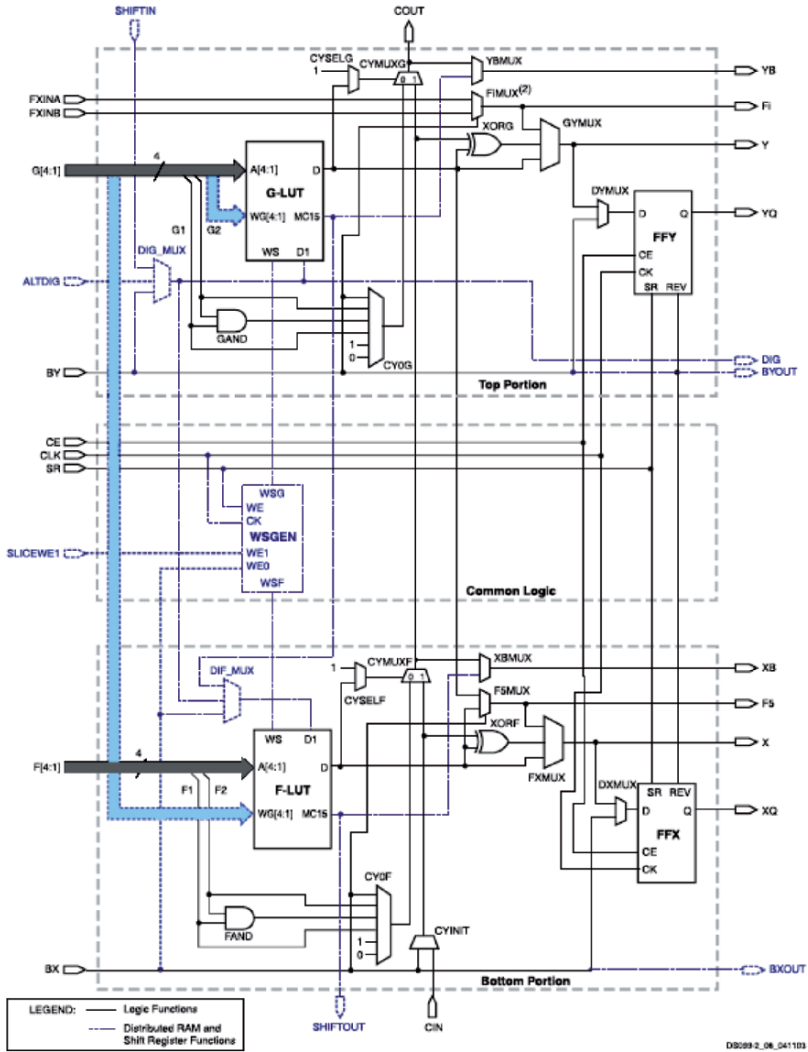 SHIFTIN
COUT
CYSELG
CYMUXG
YBMUX
1
0 1
YB
FXINA
FXINB
FIMUX(2)
Fi
XORG
GYMUX
Y
G[4:1]
4
A[4:1]
D
G-LUT
WG[4:1]
MC15
G1
G2
WS
D1
DYMUX
D
Q
YQ
FFY
CE
CK
SR
REV
DIG_MUX
ALTDIG
GAND
1
0
CY0G
DIG
BY
BYOUT
Top Portion
CE
CLK
SR
WSG
WE
CK
WSGEN
SLICEWE1
WE1
WE0
WSF
Common Logic
DIF_MUX
1
CYMUXF
0 1
XBMUX
XB
CYSELF
F5MUX
F5
XORF
X
FXMUX
WS
D1
F[4:1]
4
A[4:1]
D
F-LUT
F1
F2
WG[4:1]
MC15
DXMUX
SR
REV
D
Q
XQ
FFX
CE
CK
CY0F
FAND
1
0
CYINIT
BX
BXOUT
Bottom Portion
LEGEND:
Logic Functions
Distributed RAM and
Shift Register Functions
SHIFTOUT
CIN
DS099-2_06_041103